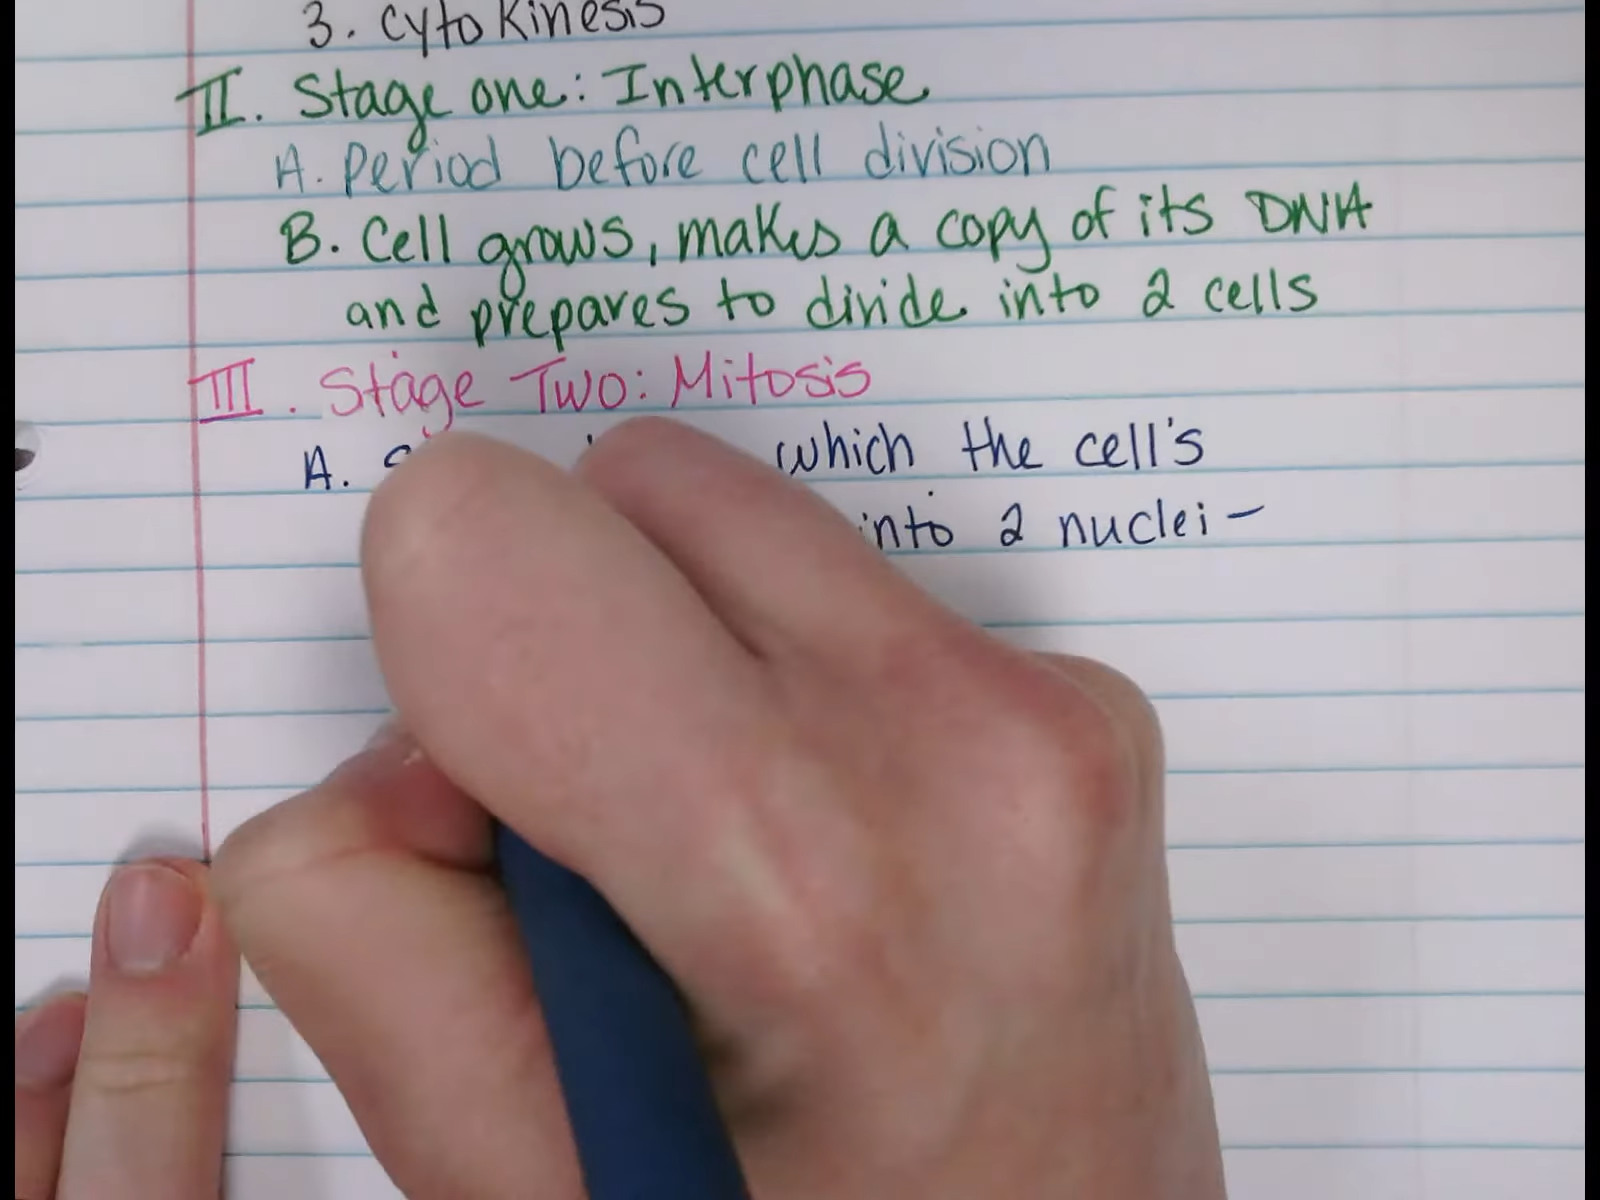 3. Cytokinesis
II. Stage one: Interphase
A. Period before cell division
B. Cell grows, makes a copy of its DNA
and prepares to divide into 2 cells
III. Stage Two: Mitosis
A. which the cell's
into 2 nuclei -